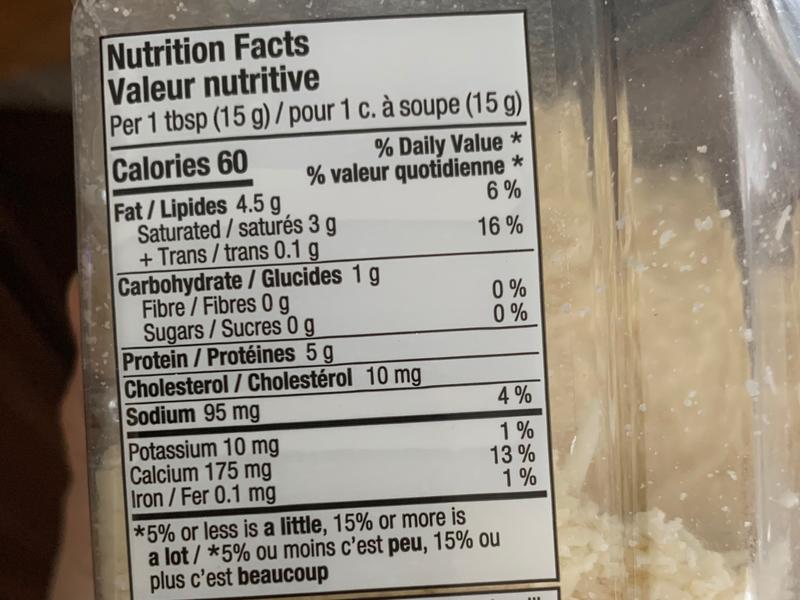 Nutrition Facts
Valeur nutritive
Per 1 tbsp (15 g) / pour 1 c. à soupe (15 g)
Calories 60
% Daily Value *
% valeur quotidienne *
Fat / Lipides 4.5 g 6 %
Saturated / saturés 3 g
+ Trans / trans 0.1 g 16 %
Carbohydrate / Glucides 1 g
Fibre / Fibres 0 g 0 %
Sugars / Sucres 0 g 0 %
Protein / Protéines 5 g
Cholesterol / Cholestérol 10 mg
Sodium 95 mg 4 %
Potassium 10 mg 1 %
Calcium 175 mg 13 %
Iron / Fer 0.1 mg 1 %
*5% or less is a little, 15% or more is
a lot / *5% ou moins c'est peu, 15% ou
plus c'est beaucoup